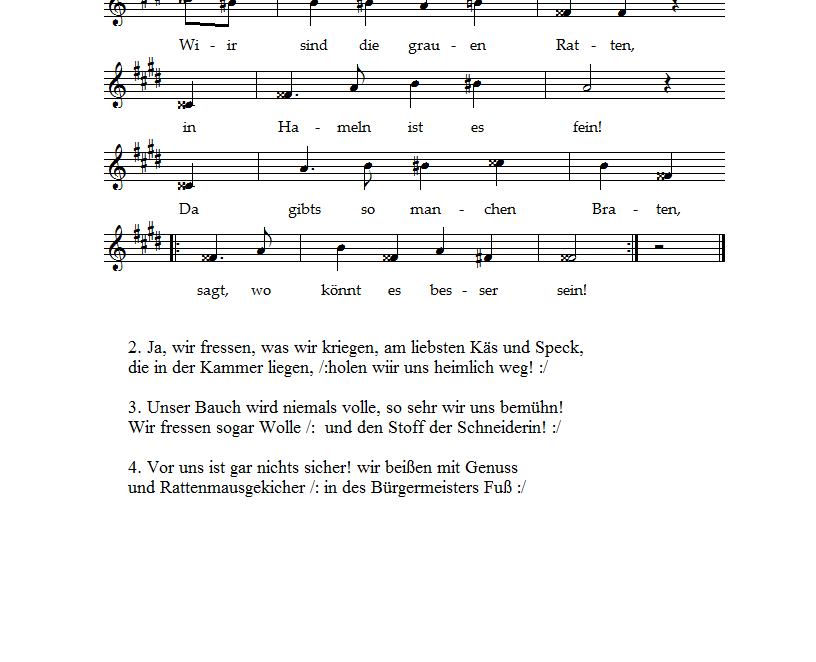 Wi - ir sind die grau - en Rat - ten,
in Ha - meln ist es fein!
Da gibts so man - chen Bra - ten,
sagt, wo könnt es bes - ser sein!
2. Ja, wir fressen, was wir kriegen, am liebsten Käs und Speck,
die in der Kammer liegen, /:holen wiir uns heimlich weg! :/
3. Unser Bauch wird niemals volle, so sehr wir uns bemühn!
Wir fressen sogar Wolle /: und den Stoff der Schneiderin! :/
4. Vor uns ist gar nichts sicher! wir beißen mit Genuss
und Rattenmausgekicher /: in des Bürgermeisters Fuß :/